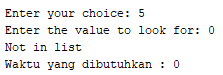 Enter your choice: 5
Enter the value to look for: 0
Not in list
Waktu yang dibutuhkan : 0